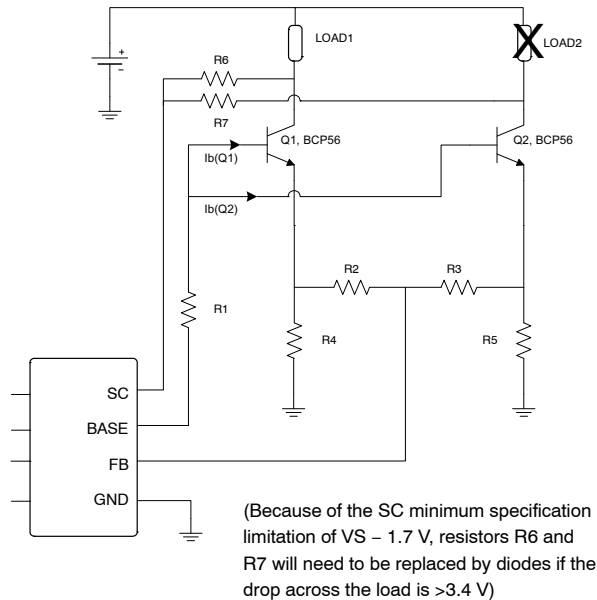 +
−
LOAD1
LOAD2
R6
R7
Q1, BCP56
Q2, BCP56
Ib(Q1)
Ib(Q2)
R2
R3
R1
R4
R5
SC
BASE
FB
GND
(Because of the SC minimum specification
limitation of VS − 1.7 V, resistors R6 and
R7 will need to be replaced by diodes if the
drop across the load is >3.4 V)